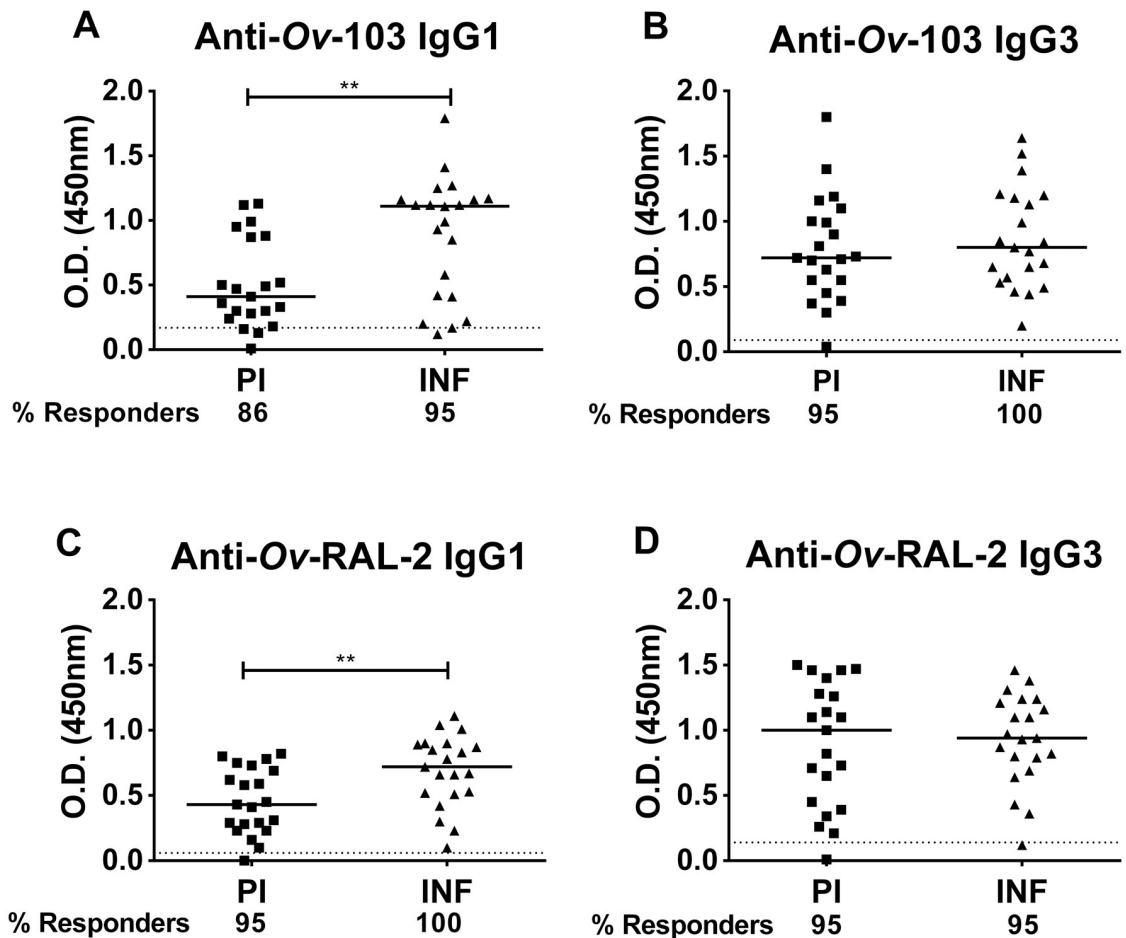 A
Anti-Ov-103 IgG1
**
O.D. (450nm)
2.0
1.5
1.0
0.5
0.0
PI INF
% Responders 86 95
B
Anti-Ov-103 IgG3
O.D. (450nm)
2.0
1.5
1.0
0.5
0.0
PI INF
% Responders 95 100
C
Anti-Ov-RAL-2 IgG1
**
O.D. (450nm)
2.0
1.5
1.0
0.5
0.0
PI INF
% Responders 95 100
D
Anti-Ov-RAL-2 IgG3
O.D. (450nm)
2.0
1.5
1.0
0.5
0.0
PI INF
% Responders 95 95